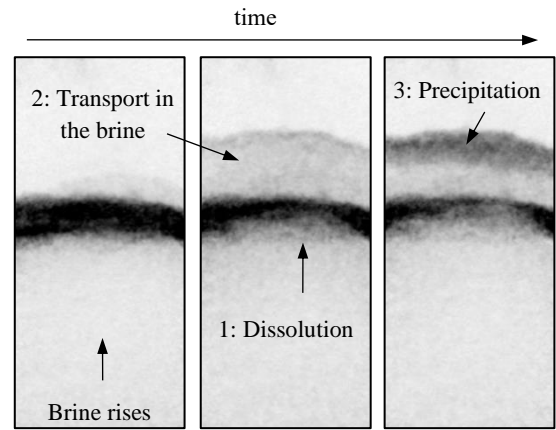 time
2: Transport in
the brine
3: Precipitation
1: Dissolution
Brine rises